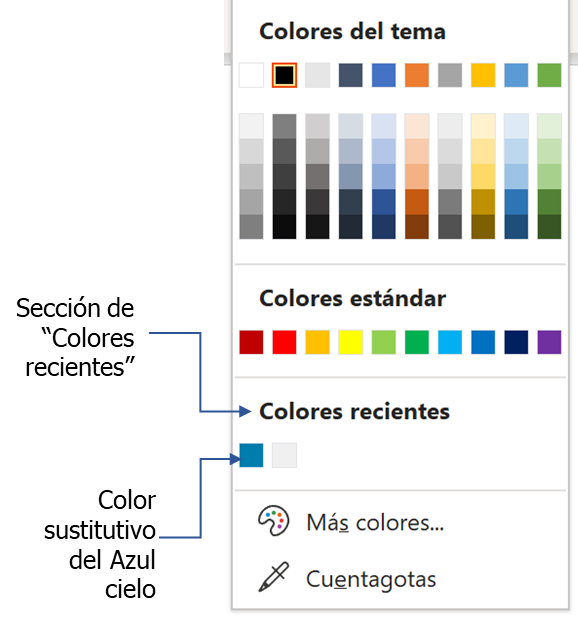 Colores del tema
Colores estándar
Sección de
“Colores
recientes”
Colores recientes
Color
sustitutivo
del Azul
cielo
Más colores...
Cuentagotas